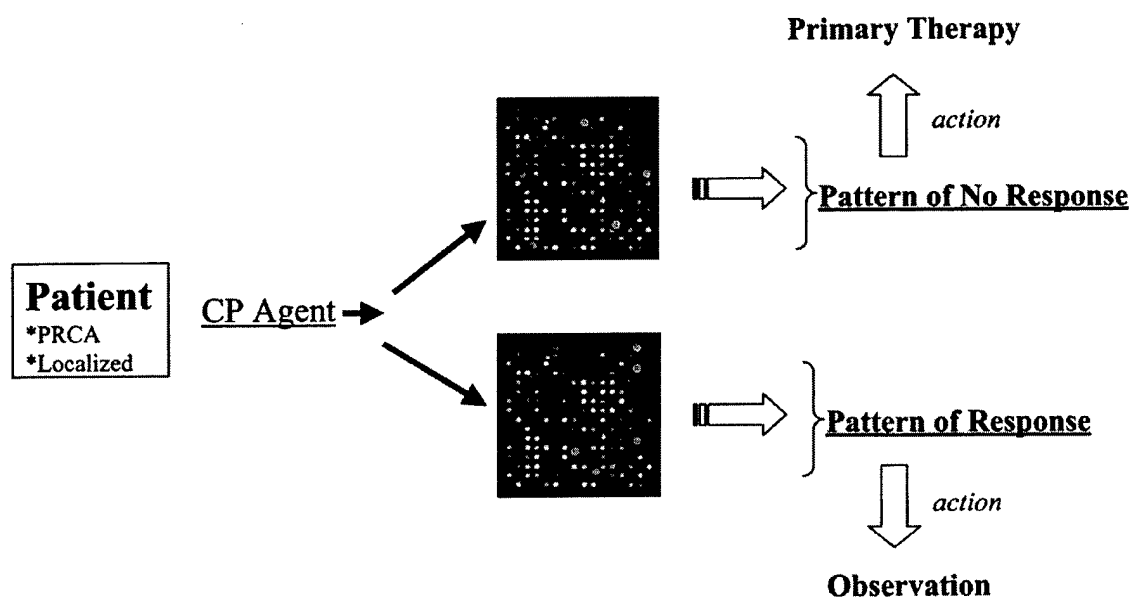 Primary Therapy
action
Pattern of No Response
Patient
*PRCA
*Localized
CP Agent
Pattern of Response
action
Observation